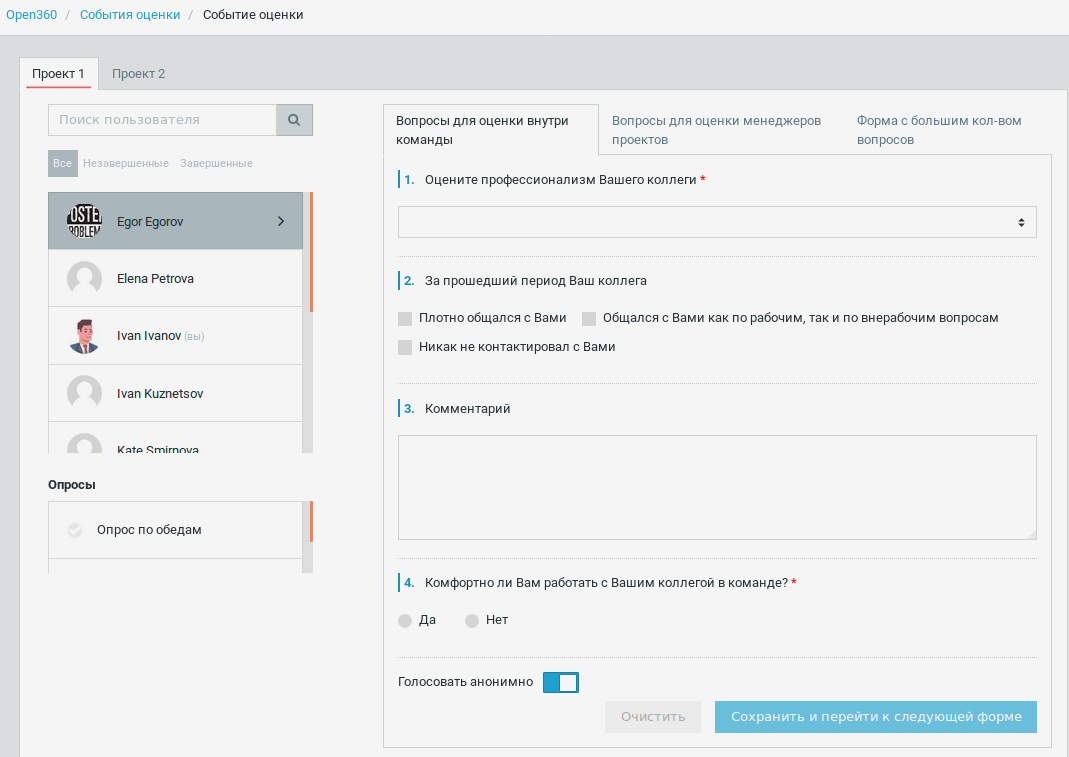 Open360 / События оценки / Событие оценки
Проект 1 Проект 2
Поиск пользователя
Все Незавершенные Завершенные
Egor Egorov
Elena Petrova
Ivan Ivanov (вы)
Ivan Kuznetsov
Kate Smirnova
Опросы
Опрос по обедам
Вопросы для оценки внутри
команды
Вопросы для оценки менеджеров
проектов
Форма с большим кол-вом
вопросов
1. Оцените профессионализм Вашего коллеги *
2. За прошедший период Ваш коллега
Плотно общался с Вами Общался с Вами как по рабочим, так и по внерабочим вопросам
Никак не контактировал с Вами
3. Комментарий
4. Комфортно ли Вам работать с Вашим коллегой в команде? *
Да Нет
Голосовать анонимно
Очистить Сохранить и перейти к следующей форме